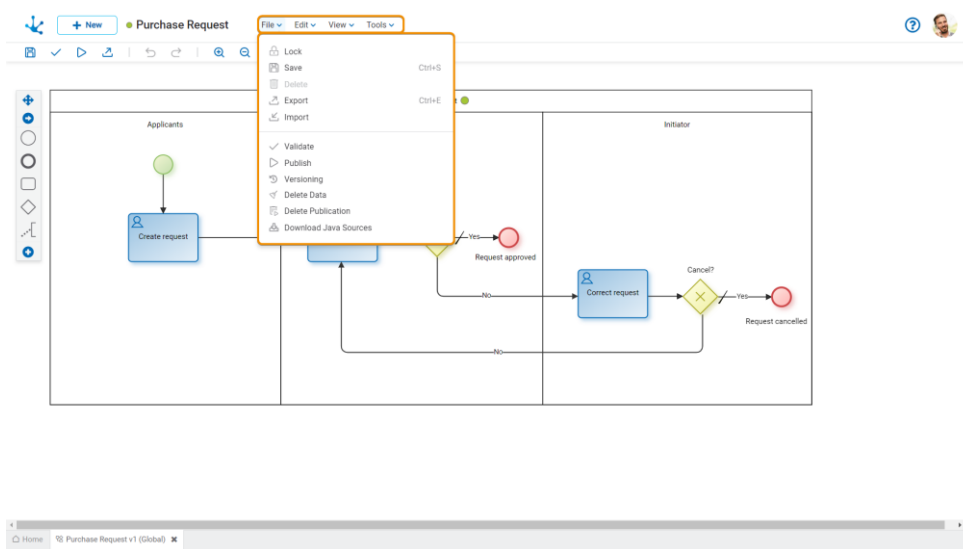 + New
Purchase Request
File
Edit
View
Tools
Lock
Save Ctrl+S
Delete
Export Ctrl+E
Import
Validate
Publish
Versioning
Delete Data
Delete Publication
Download Java Sources
Applicants
Initiator
Create request
Yes
Request approved
No
Correct request
Cancel?
Yes
Request cancelled
No
Home
Purchase Request v1 (Global)